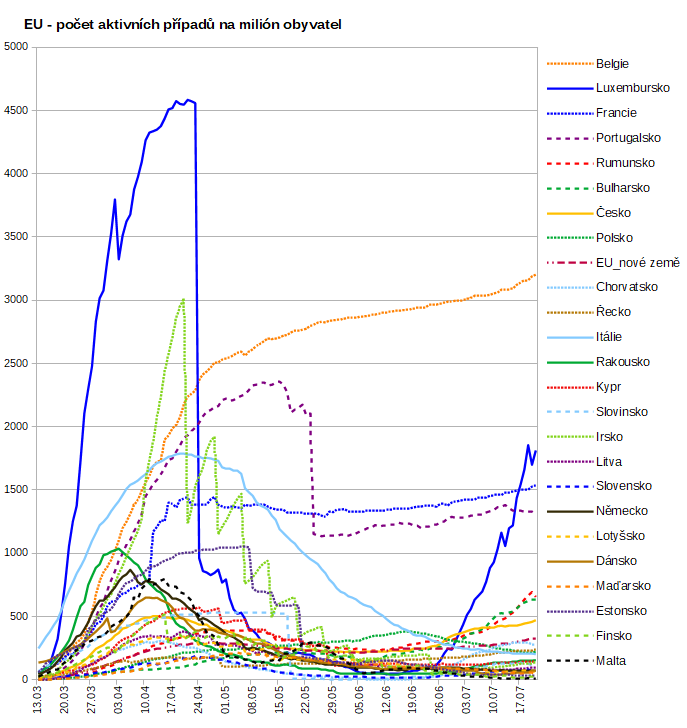 EU - počet aktivních případů na milión obyvatel
5000
4500
4000
3500
3000
2500
2000
1500
1000
500
0
13.03
20.03
27.03
03.04
10.04
17.04
24.04
01.05
08.05
15.05
22.05
29.05
05.06
12.06
19.06
26.06
03.07
10.07
17.07
Belgie
Luxembursko
Francie
Portugalsko
Rumunsko
Bulharsko
Česko
Polsko
EU_nové země
Chorvatsko
Řecko
Itálie
Rakousko
Kypr
Slovinsko
Irsko
Litva
Slovensko
Německo
Lotyšsko
Dánsko
Maďarsko
Estonsko
Finsko
Malta